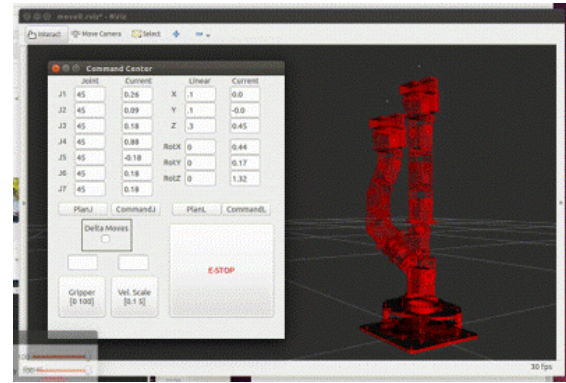 moveit.rviz* - RViz
Interact Move Camera Select
Command Center
Joint Current Linear Current
J1 45 0.26 X .1 0.0
J2 45 0.09 Y .1 -0.0
J3 45 0.18 Z .3 0.45
J4 45 0.88 RotX 0 0.44
J5 45 -0.18 RotY 0 0.17
J6 45 0.18 RotZ 0 1.32
J7 45 0.18
PlanJ CommandJ PlanL CommandL
Delta Moves
E-STOP
Gripper Vel. Scale
[0 100] [0.1 5]
30 fps